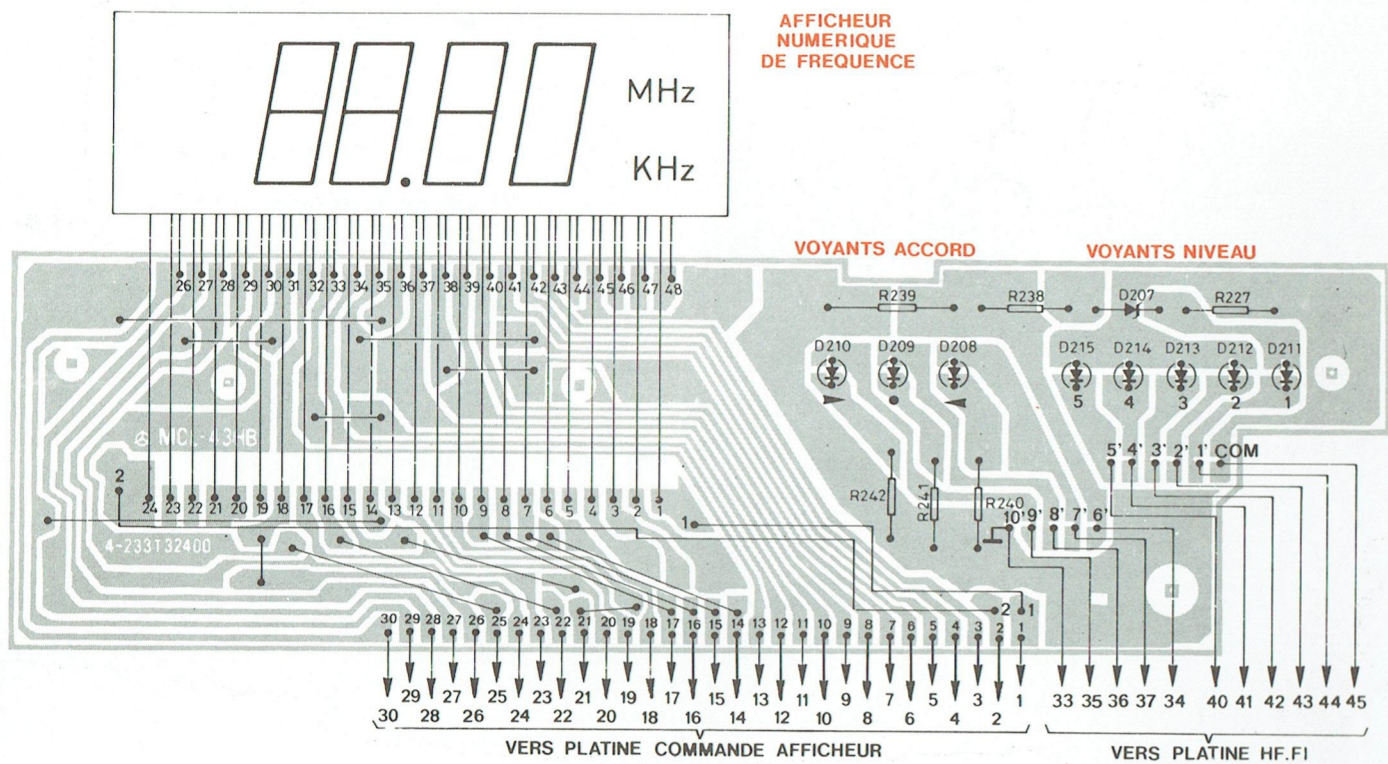 AFFICHEUR
NUMERIQUE
DE FREQUENCE
MHz
KHz
VOYANTS ACCORD
VOYANTS NIVEAU
26 27 28 29 30 31 32 33 34 35 36 37 38 39 40 41 42 43 44 45 46 47 48
R239 R238 D207 R227
D210 D209 D208 D215 D214 D213 D212 D211
5 4 3 2 1
MCL-43HB
5' 4' 3' 2' 1' COM
2
24 23 22 21 20 19 18 17 16 15 14 13 12 11 10 9 8 7 6 5 4 3 2 1
R242 R241 R240
1
10' 9' 8' 7' 6'
4-233T32400
2 1
30 29 28 27 26 25 24 23 22 21 20 19 18 17 16 15 14 13 12 11 10 9 8 7 6 5 4 3 2 1
29 27 25 23 21 19 17 15 13 11 9 7 5 3 1
33 35 36 37 34 40 41 42 43 44 45
30 28 26 24 22 20 18 16 14 12 10 8 6 4 2
VERS PLATINE COMMANDE AFFICHEUR
VERS PLATINE HF.FI